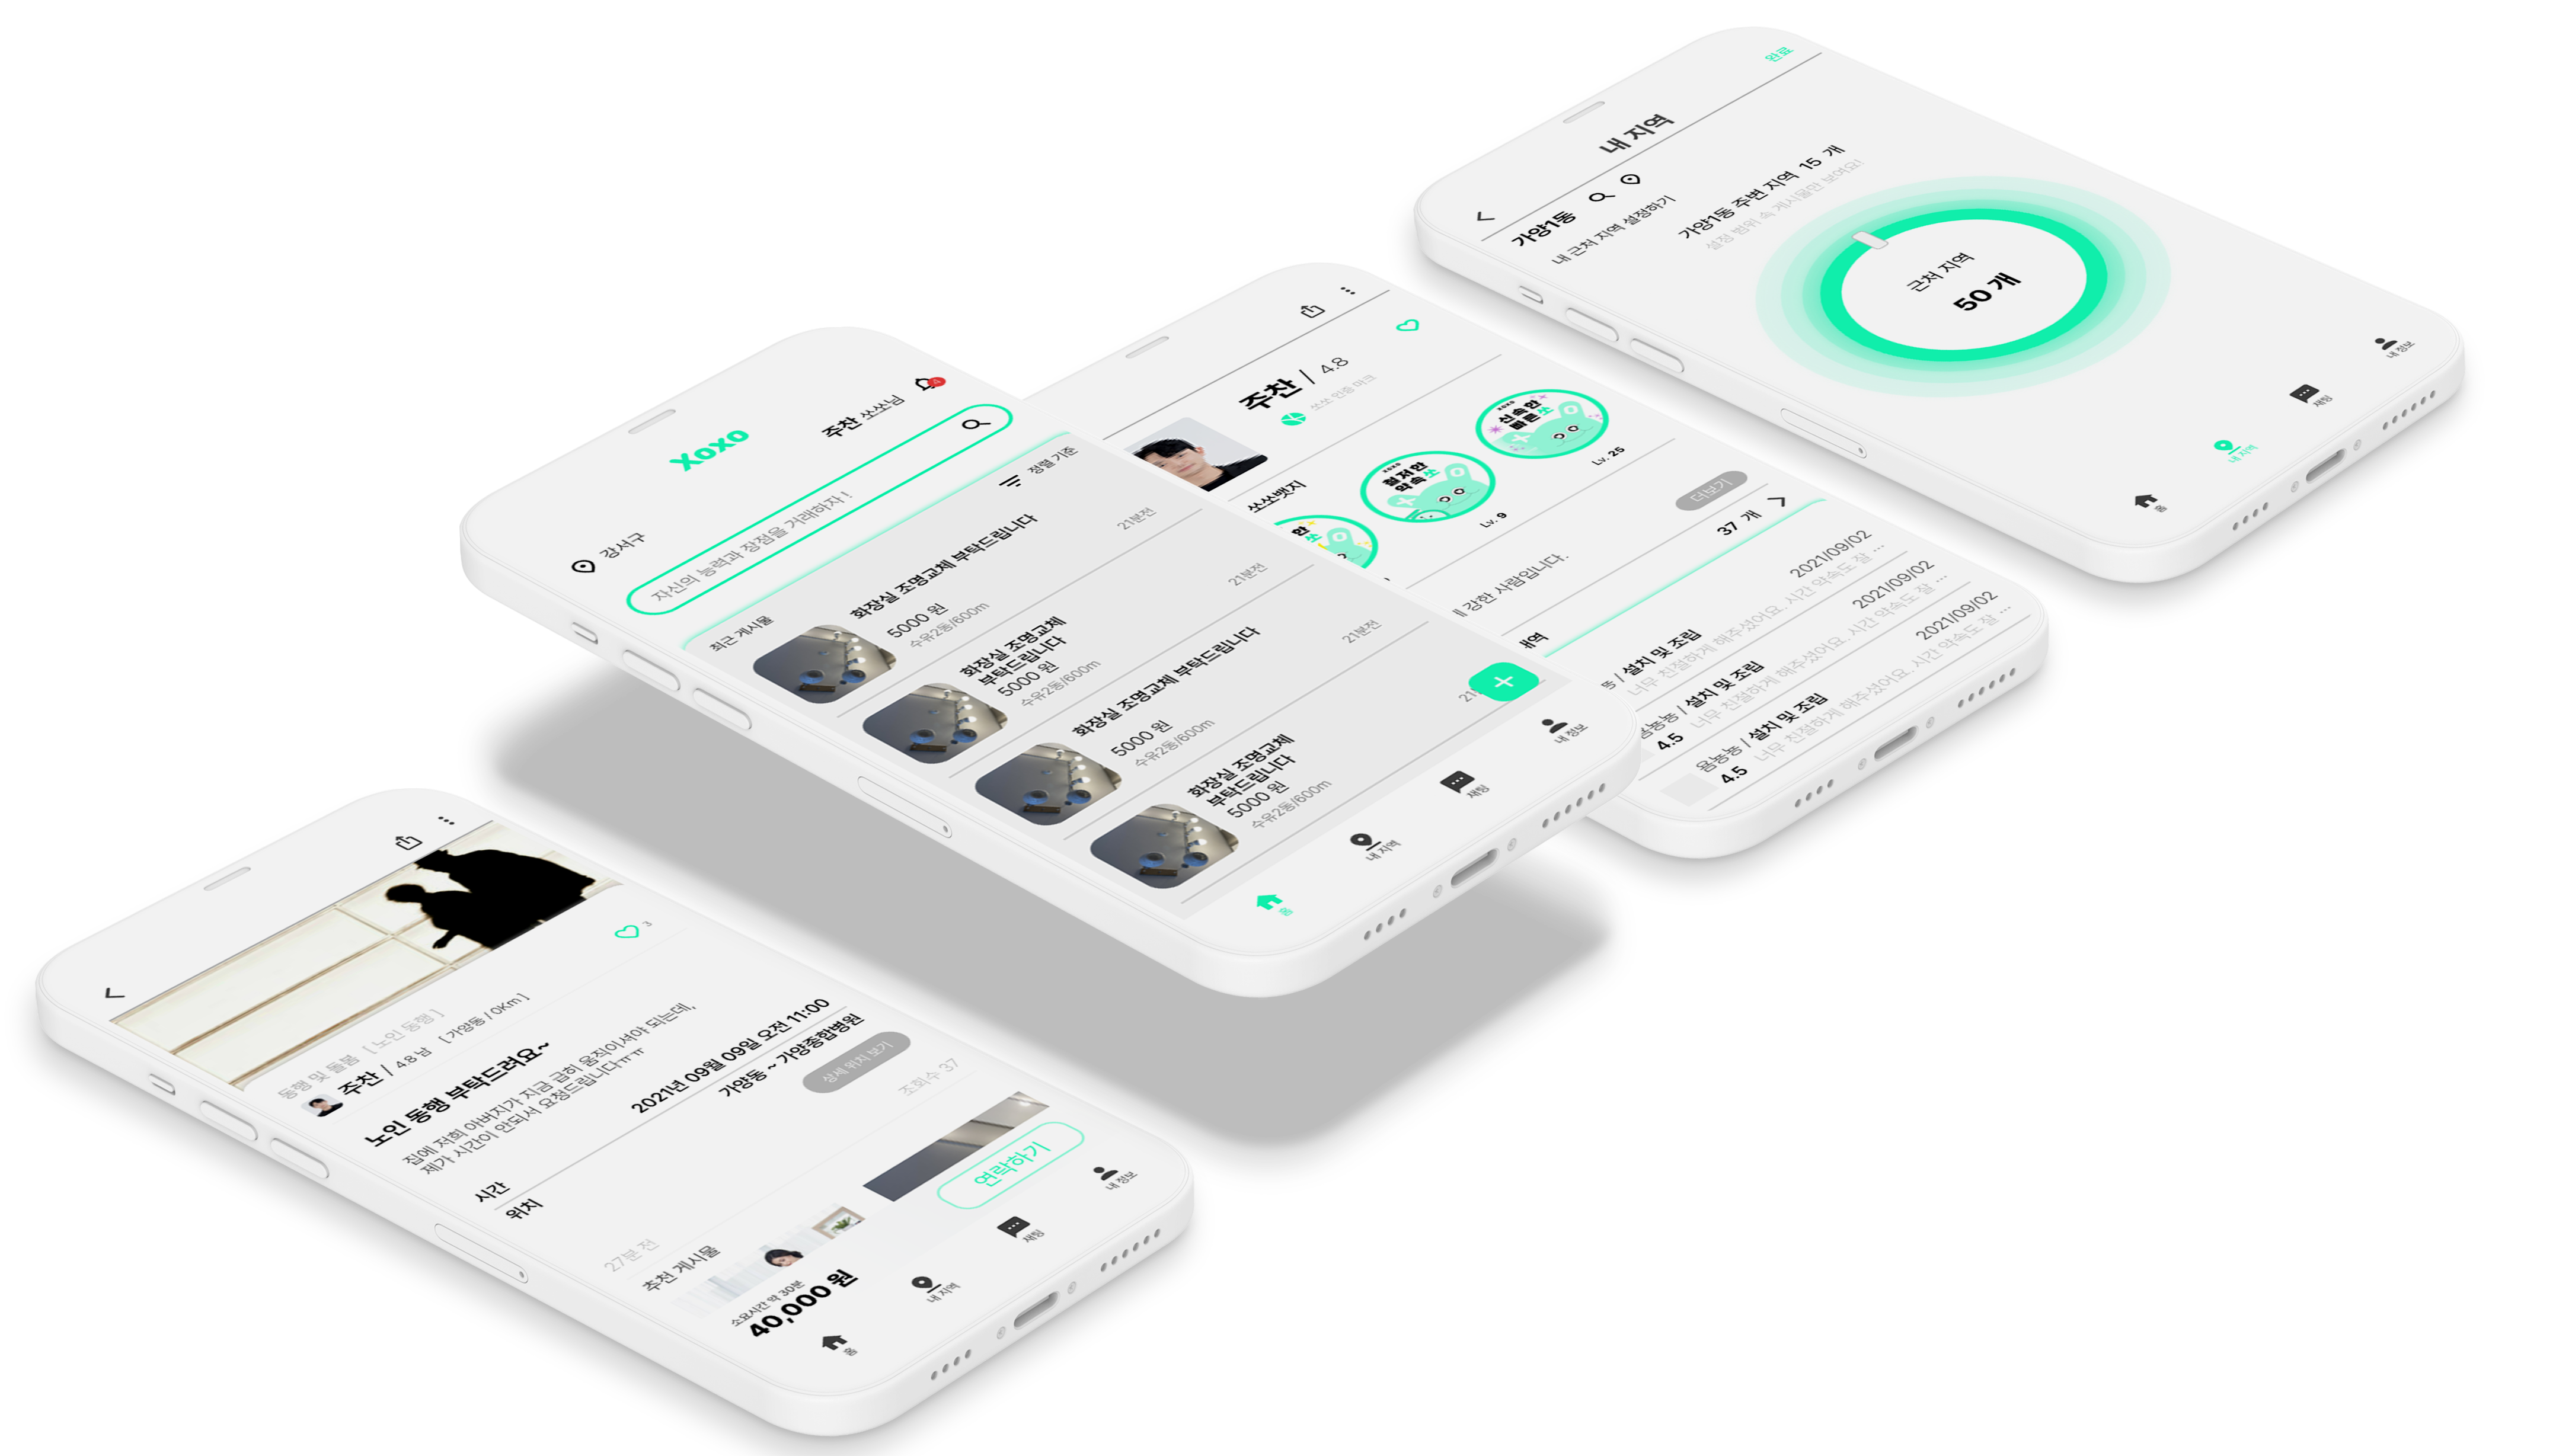 xoxo
주찬 쏘쏘님
강서구
자신의 능력과 장점을 거래하자 !
최근 게시물
정렬 기준
화장실 조명교체 부탁드립니다
21분전
5000 원
수유2동/600m
화장실 조명교체
부탁드립니다
21분전
5000 원
수유2동/600m
화장실 조명교체 부탁드립니다
21분전
5000 원
수유2동/600m
화장실 조명교체
부탁드립니다
5000 원
수유2동/600m
홈
내 지역
채팅
내 정보
주찬 / 4.8
쏘쏘 인증 마크
쏘쏘뱃지
xoxo
철저한
약속쏘
Lv. 9
xoxo
신속한
빠른쏘
Lv. 25
강한 사람입니다.
더보기
37 개
/ 설치 및 조립
2021/09/02
너무 친절하게 해주셨어요. 시간 약속도 잘 ...
/ 설치 및 조립
2021/09/02
4.5
너무 친절하게 해주셨어요. 시간 약속도 잘 ...
욤뇽뇽 / 설치 및 조립
2021/09/02
4.5
너무 친절하게 해주셨어요. 시간 약속도 잘 ...
내 지역
완료
가양1동
내 근처 지역 설정하기
가양1동 주변 지역 15 개
설정 범위 속 게시물만 보여요!
근처 지역
50 개
홈
내 지역
채팅
내 정보
3
동행 및 돌봄 [ 노인 동행 ]
주찬 / 4.8 남 [ 가양동 / 0Km ]
노인 동행 부탁드려요~
집에 저희 아버지가 지금 급히 움직이셔야 되는데,
제가 시간이 안되서 요청드립니다ㅠㅠ
시간
2021년 09월 09일 오전 11:00
위치
가양동 ~ 가양종합병원
상세 위치 보기
27분 전
조회수 37
추천 게시물
소요시간 약 30분
40,000 원
연락하기
홈
내 지역
채팅
내 정보